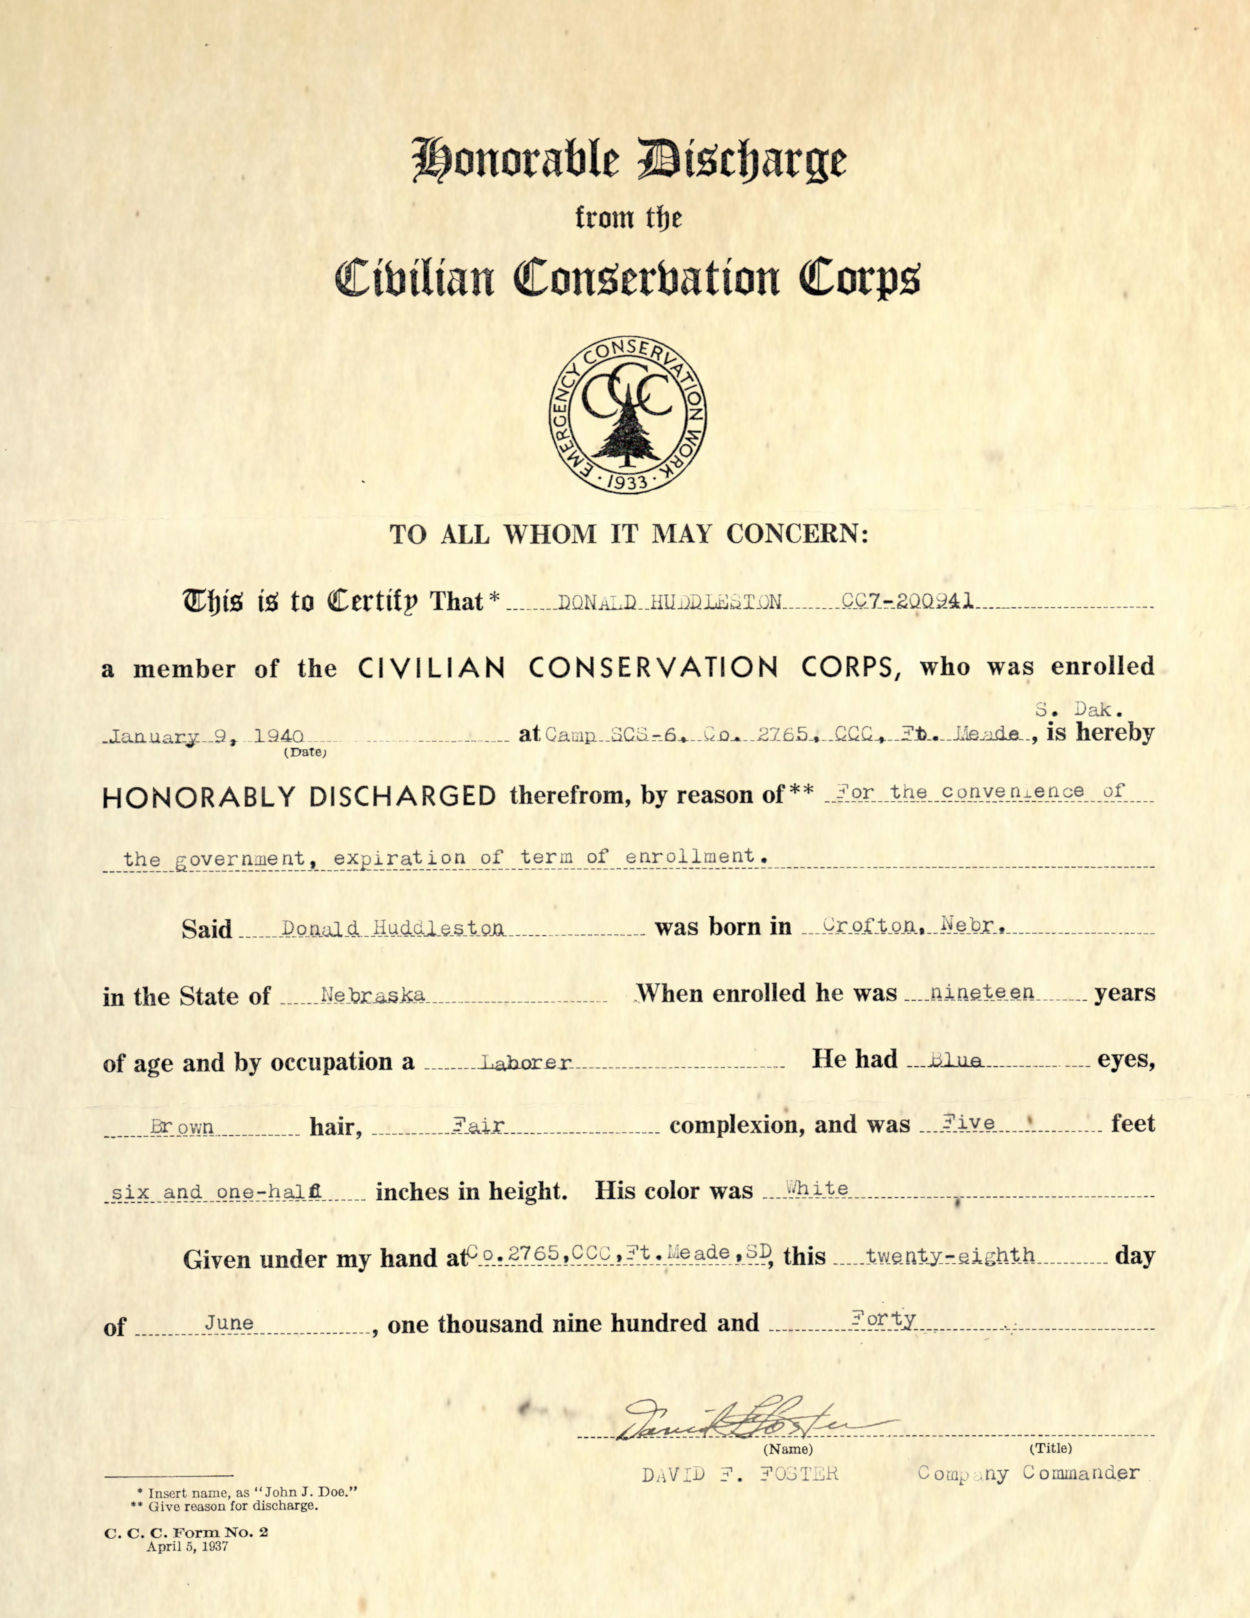 Honorable Discharge
from the
Civilian Conservation Corps
EMERGENCY CONSERVATION WORK
CCC
· 1933 ·
TO ALL WHOM IT MAY CONCERN:
This is to Certify That* DONALD HUDDLESTON CC7-200941
a member of the CIVILIAN CONSERVATION CORPS, who was enrolled
S. Dak.
January 9, 1940 at Camp SCS-6, Co. 2765, CCC, Ft. Meade, is hereby
(Date)
HONORABLY DISCHARGED therefrom, by reason of** For the convenience of
the government, expiration of term of enrollment.
Said Donald Huddleston was born in Crofton, Nebr.
in the State of Nebraska When enrolled he was nineteen years
of age and by occupation a Laborer He had Blue eyes,
Brown hair, Fair complexion, and was Five feet
six and one-half inches in height. His color was White
Given under my hand at Co.2765,CCC,Ft.Meade,SD, this twenty-eighth day
of June, one thousand nine hundred and Forty
David F Foster
(Name) (Title)
DAVID F. FOSTER Company Commander
* Insert name, as "John J. Doe."
** Give reason for discharge.
C. C. C. Form No. 2
April 5, 1937